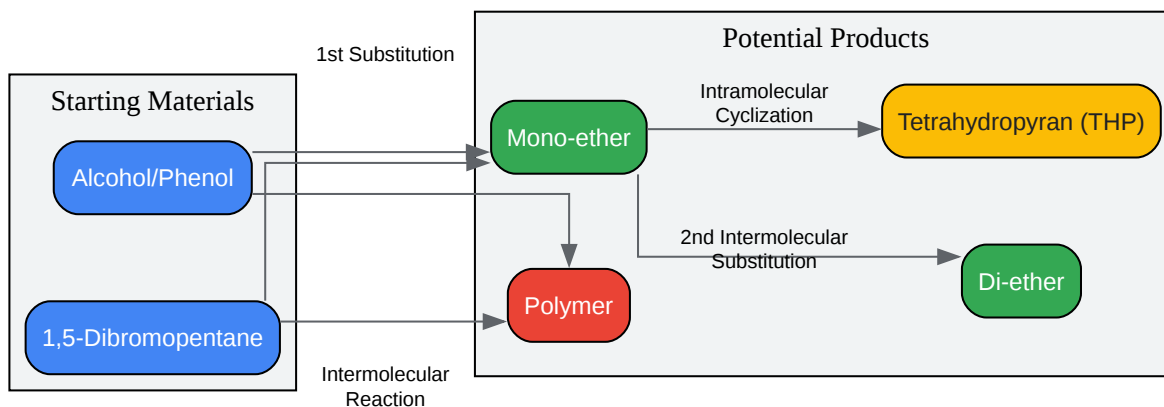 Potential Products
1st Substitution
Starting Materials
Intramolecular
Cyclization
Mono-ether
Tetrahydropyran (THP)
Alcohol/Phenol
2nd Intermolecular
Substitution
Di-ether
Polymer
1,5-Dibromopentane
Intermolecular
Reaction